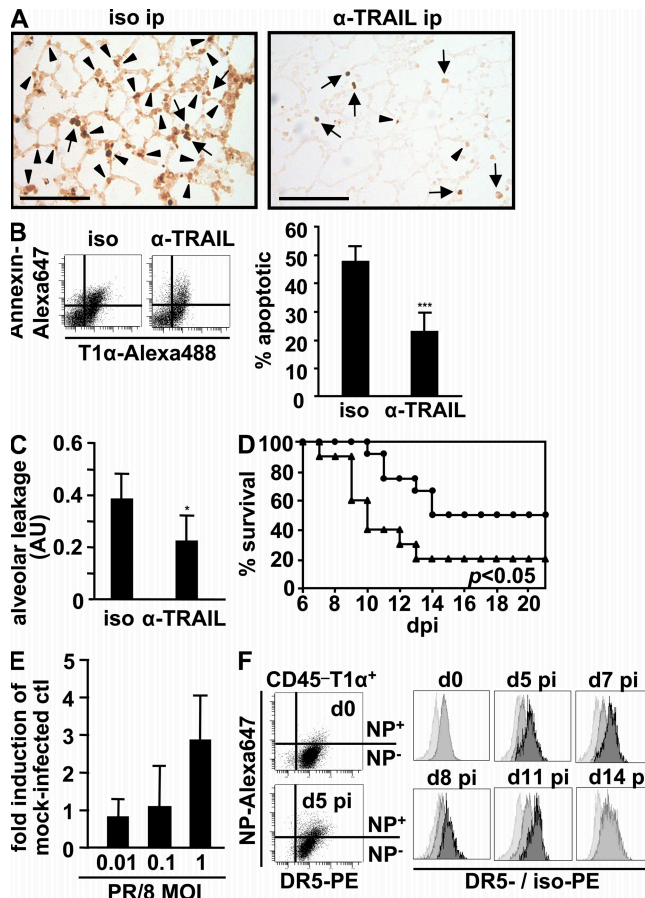 A
iso ip
α-TRAIL ip
B
iso
α-TRAIL
Annexin-
Alexa647
T1α-Alexa488
% apoptotic
60
50
40
30
20
10
0
***
iso
α-TRAIL
C
alveolar leakage
(AU)
0.6
0.4
0.2
0
*
iso
α-TRAIL
D
% survival
100
80
60
40
20
0
p<0.05
6 8 10 12 14 16 18 20
dpi
E
fold induction of
mock-infected ctl
5
4
3
2
1
0
0.01 0.1 1
PR/8 MOI
F
CD45–T1α+
NP-Alexa647
d0
NP+
NP-
d5 pi
NP+
NP-
DR5-PE
d0 d5 pi d7 pi
d8 pi d11 pi d14 p
DR5- / iso-PE